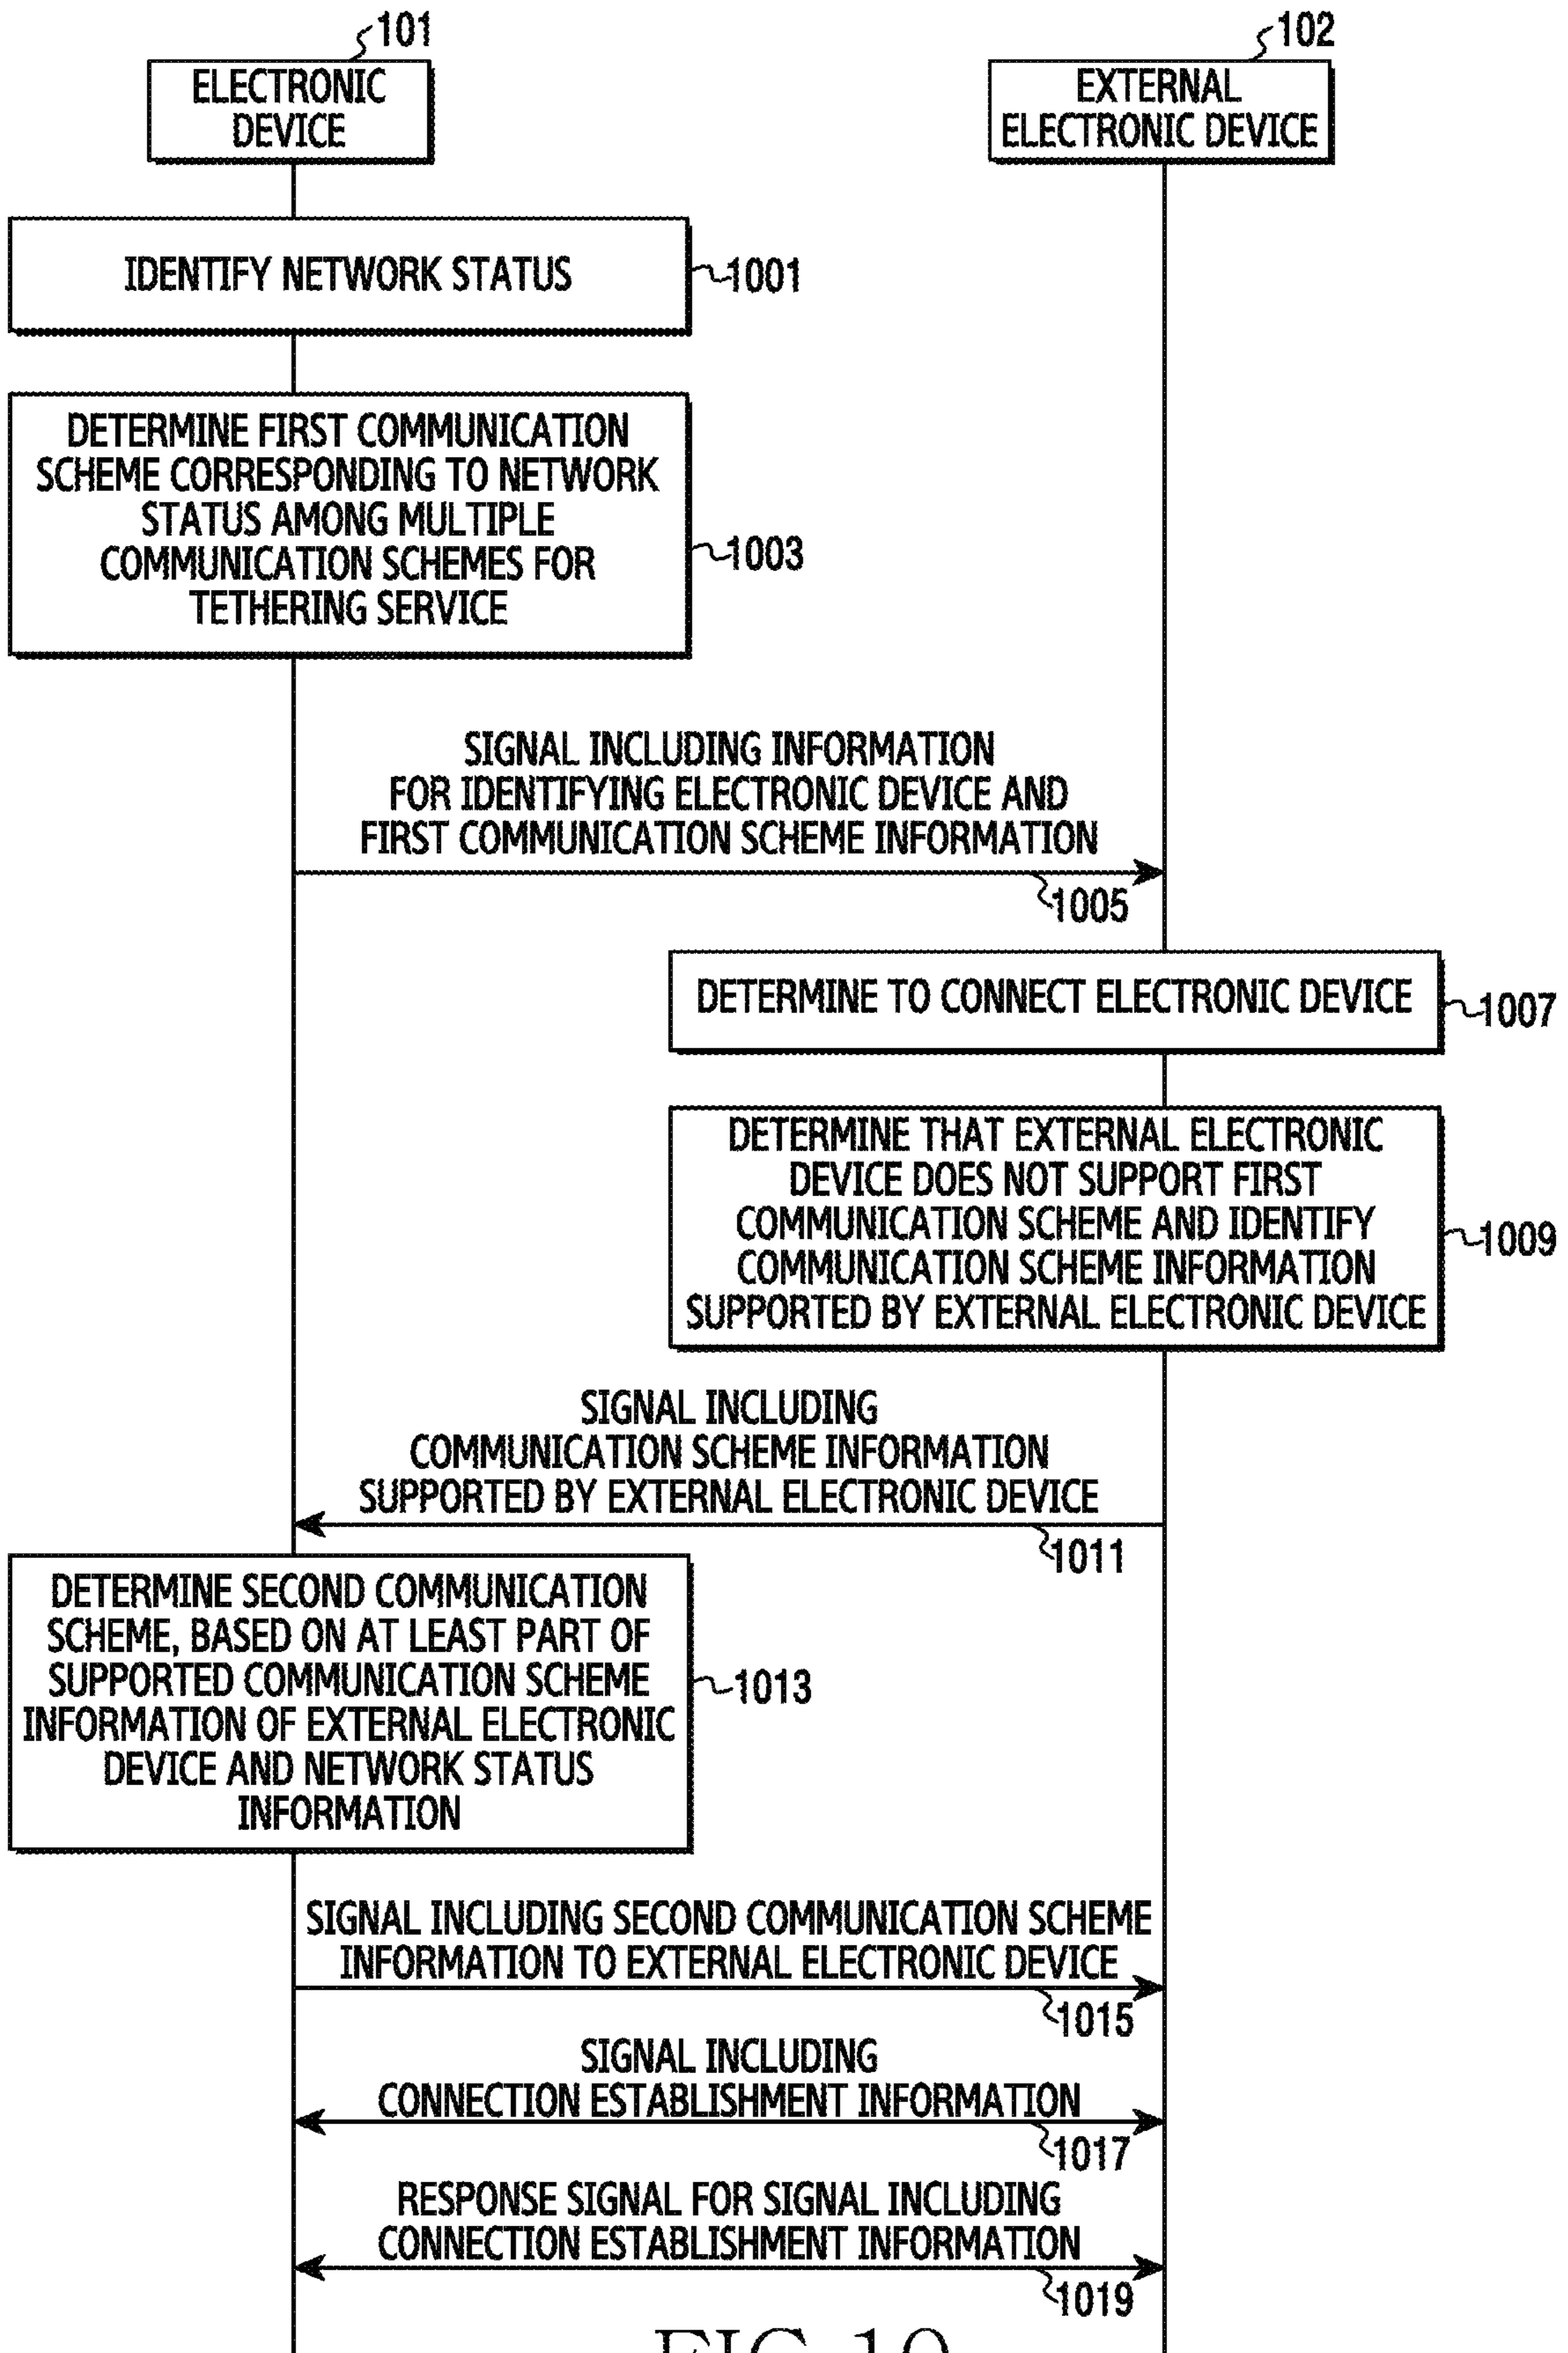 101
102
ELECTRONIC
DEVICE
EXTERNAL
ELECTRONIC DEVICE
IDENTIFY NETWORK STATUS
1001
DETERMINE FIRST COMMUNICATION
SCHEME CORRESPONDING TO NETWORK
STATUS AMONG MULTIPLE
COMMUNICATION SCHEMES FOR
TETHERING SERVICE
1003
SIGNAL INCLUDING INFORMATION
FOR IDENTIFYING ELECTRONIC DEVICE AND
FIRST COMMUNICATION SCHEME INFORMATION
1005
DETERMINE TO CONNECT ELECTRONIC DEVICE
1007
DETERMINE THAT EXTERNAL ELECTRONIC
DEVICE DOES NOT SUPPORT FIRST
COMMUNICATION SCHEME AND IDENTIFY
COMMUNICATION SCHEME INFORMATION
SUPPORTED BY EXTERNAL ELECTRONIC DEVICE
1009
SIGNAL INCLUDING
COMMUNICATION SCHEME INFORMATION
SUPPORTED BY EXTERNAL ELECTRONIC DEVICE
1011
DETERMINE SECOND COMMUNICATION
SCHEME, BASED ON AT LEAST PART OF
SUPPORTED COMMUNICATION SCHEME
INFORMATION OF EXTERNAL ELECTRONIC
DEVICE AND NETWORK STATUS
INFORMATION
1013
SIGNAL INCLUDING SECOND COMMUNICATION SCHEME
INFORMATION TO EXTERNAL ELECTRONIC DEVICE
1015
SIGNAL INCLUDING
CONNECTION ESTABLISHMENT INFORMATION
1017
RESPONSE SIGNAL FOR SIGNAL INCLUDING
CONNECTION ESTABLISHMENT INFORMATION
1019
FIG. 10